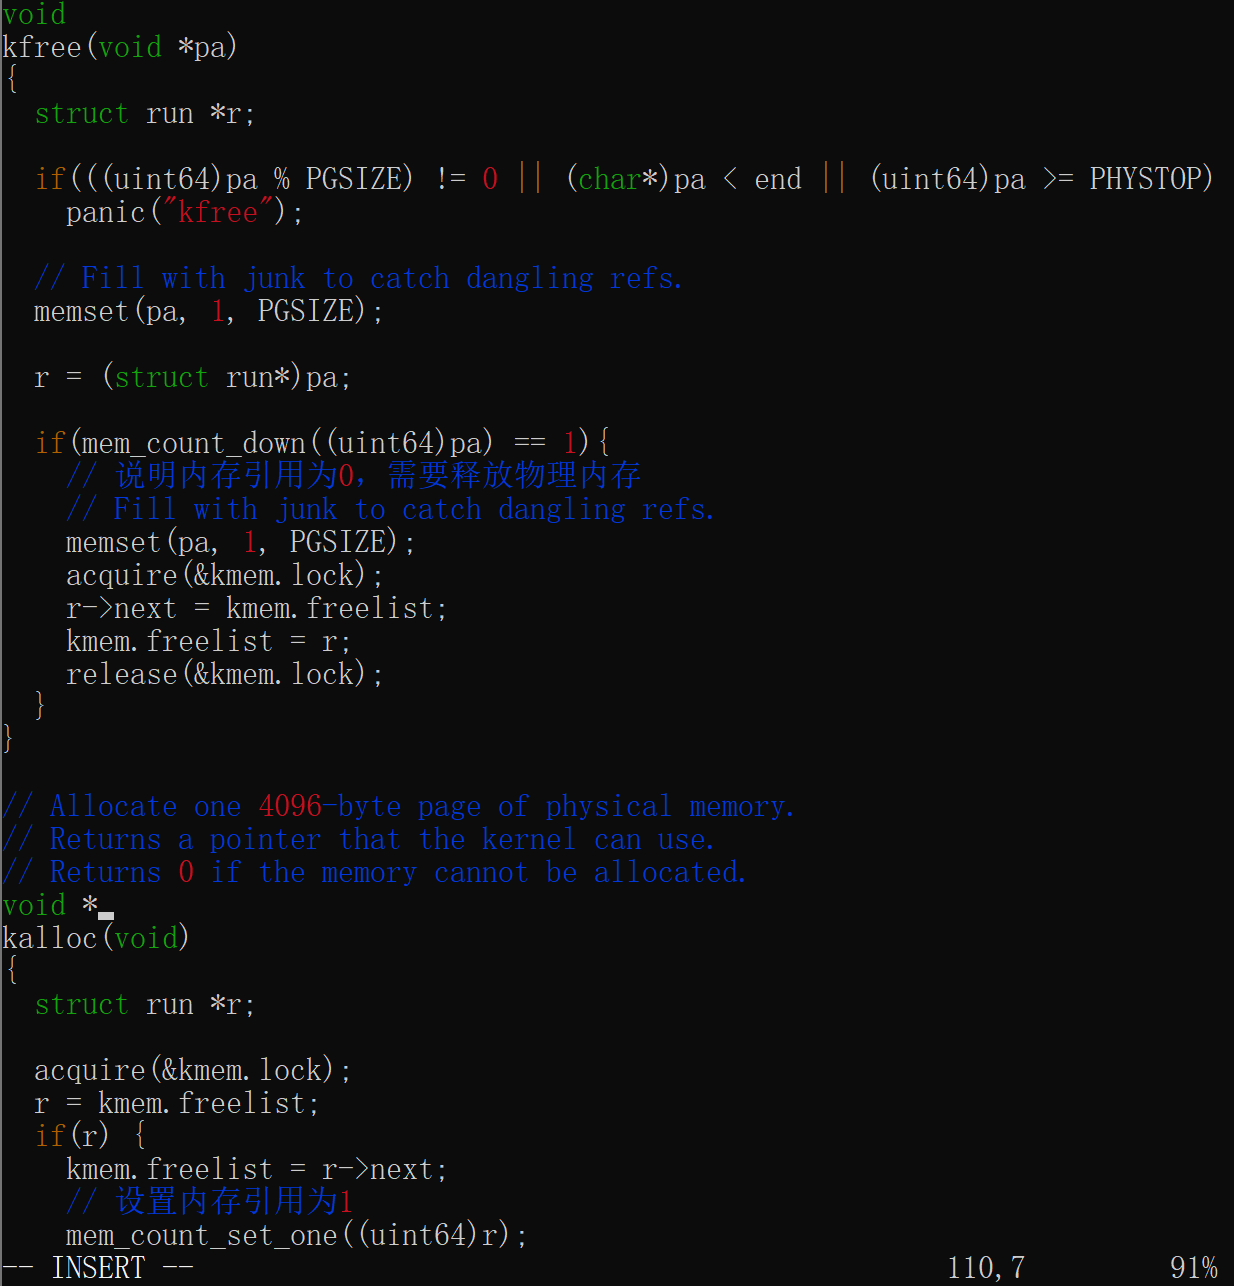 void
kfree(void *pa)
{
  struct run *r;

  if(((uint64)pa % PGSIZE) != 0 || (char*)pa < end || (uint64)pa >= PHYSTOP)
    panic("kfree");

  // Fill with junk to catch dangling refs.
  memset(pa, 1, PGSIZE);

  r = (struct run*)pa;

  if(mem_count_down((uint64)pa) == 1){
    // 说明内存引用为0，需要释放物理内存
    // Fill with junk to catch dangling refs.
    memset(pa, 1, PGSIZE);
    acquire(&kmem.lock);
    r->next = kmem.freelist;
    kmem.freelist = r;
    release(&kmem.lock);
  }
}

// Allocate one 4096-byte page of physical memory.
// Returns a pointer that the kernel can use.
// Returns 0 if the memory cannot be allocated.
void *
kalloc(void)
{
  struct run *r;

  acquire(&kmem.lock);
  r = kmem.freelist;
  if(r) {
    kmem.freelist = r->next;
    // 设置内存引用为1
    mem_count_set_one((uint64)r);
-- INSERT -- 110,7 91%